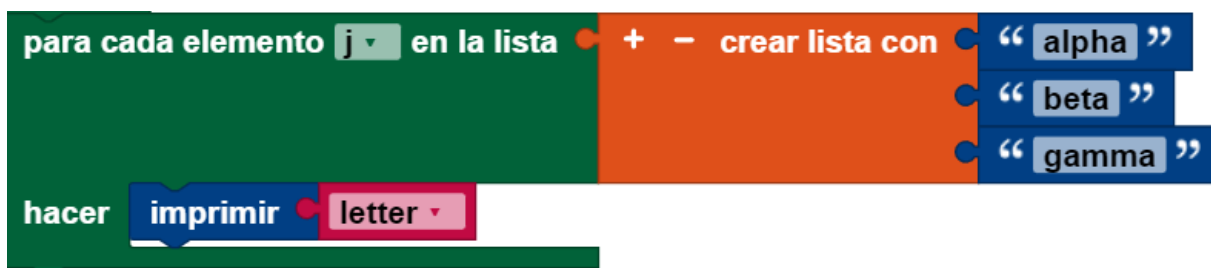 para cada elemento j en la lista + - crear lista con “ alpha ”
“ beta ”
“ gamma ”
hacer imprimir letter